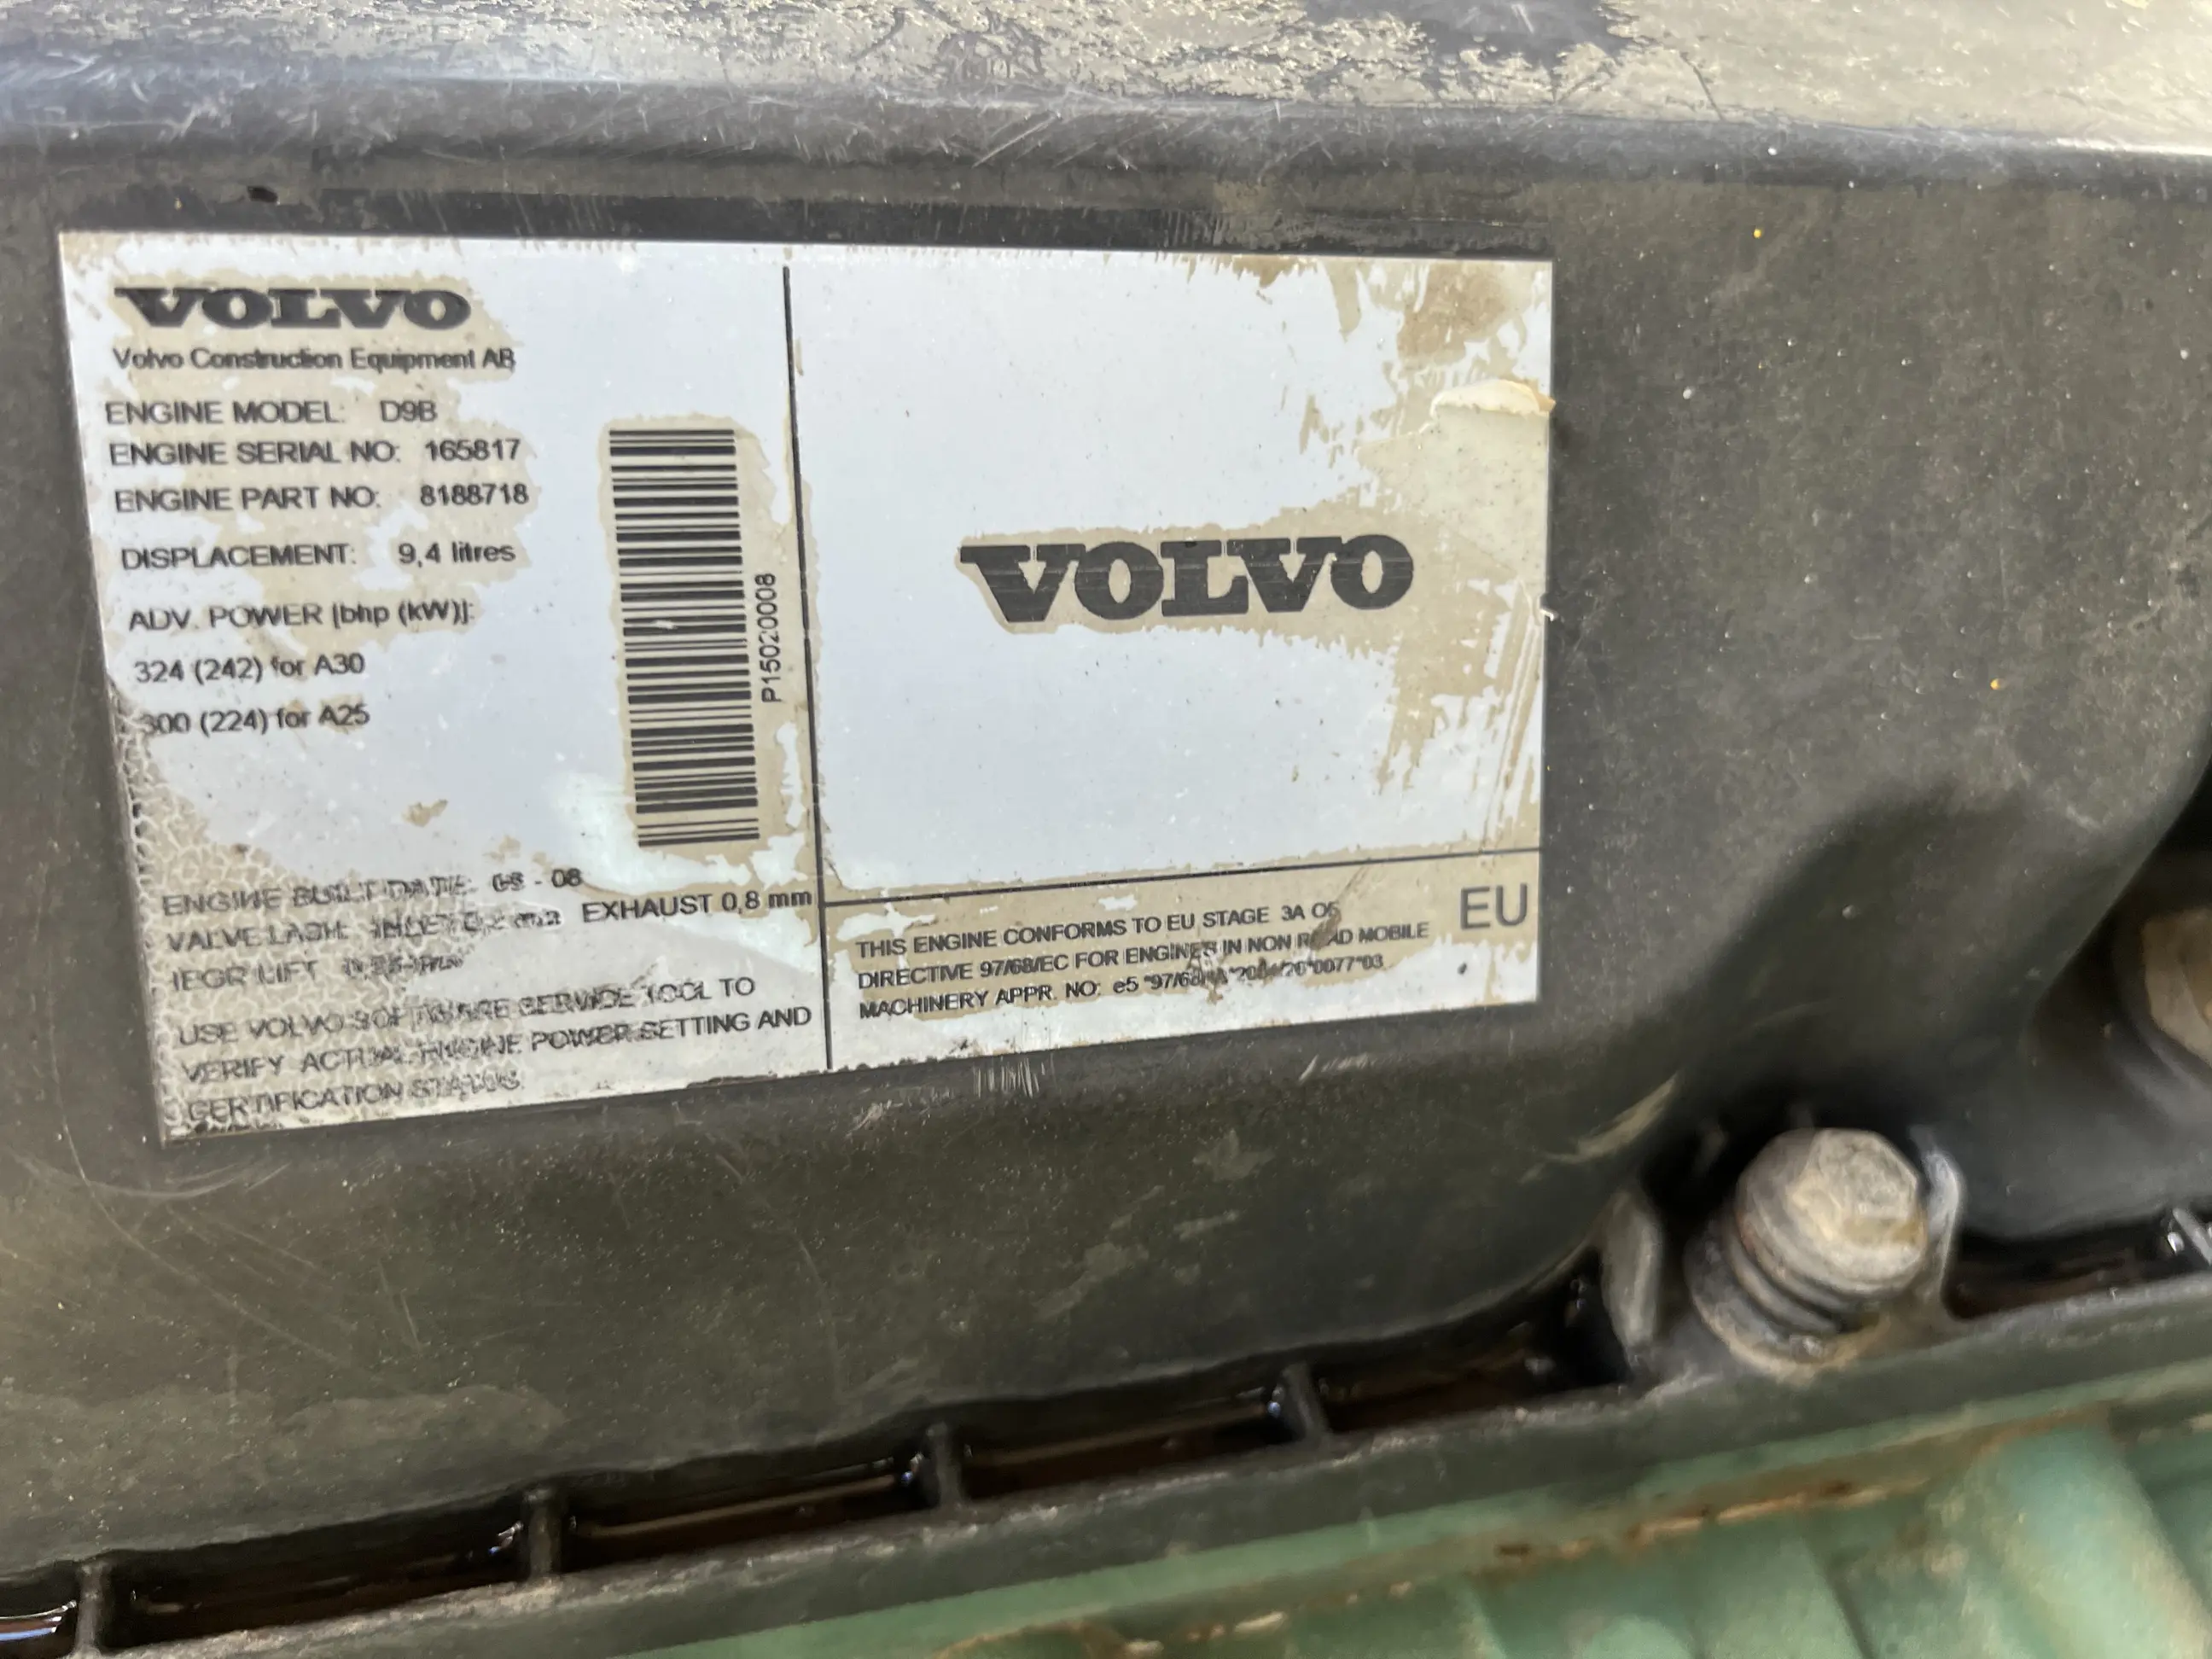 VOLVO
Volvo Construction Equipment AB
ENGINE MODEL: D9B
ENGINE SERIAL NO: 165817
ENGINE PART NO: 8188718
DISPLACEMENT: 9,4 litres
ADV. POWER [bhp (kW)]:
324 (242) for A30
300 (224) for A25
P150200008
ENGINE BUILT DATE: - 08
VALVE LASH: INLET EXHAUST 0,8 mm
IEGR LIFT
USE VOLVO SOFTWARE SERVICE TOOL TO
VERIFY ACTUAL ENGINE POWER SETTING AND
CERTIFICATION STATUS
VOLVO
THIS ENGINE CONFORMS TO EU STAGE 3A
DIRECTIVE 97/68/EC FOR ENGINES IN NON ROAD MOBILE
MACHINERY APPR. NO: e5
EU